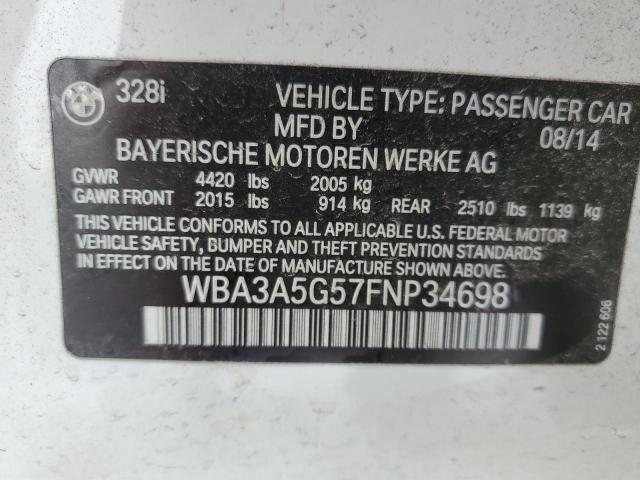 328i VEHICLE TYPE: PASSENGER CAR
MFD BY 08/14
BAYERISCHE MOTOREN WERKE AG
GVWR 4420 lbs 2005 kg
GAWR FRONT 2015 lbs 914 kg REAR 2510 lbs 1139 kg
THIS VEHICLE CONFORMS TO ALL APPLICABLE U.S. FEDERAL MOTOR
VEHICLE SAFETY, BUMPER AND THEFT PREVENTION STANDARDS
IN EFFECT ON THE DATE OF MANUFACTURE SHOWN ABOVE.
WBA3A5G57FNP34698
2 122 606